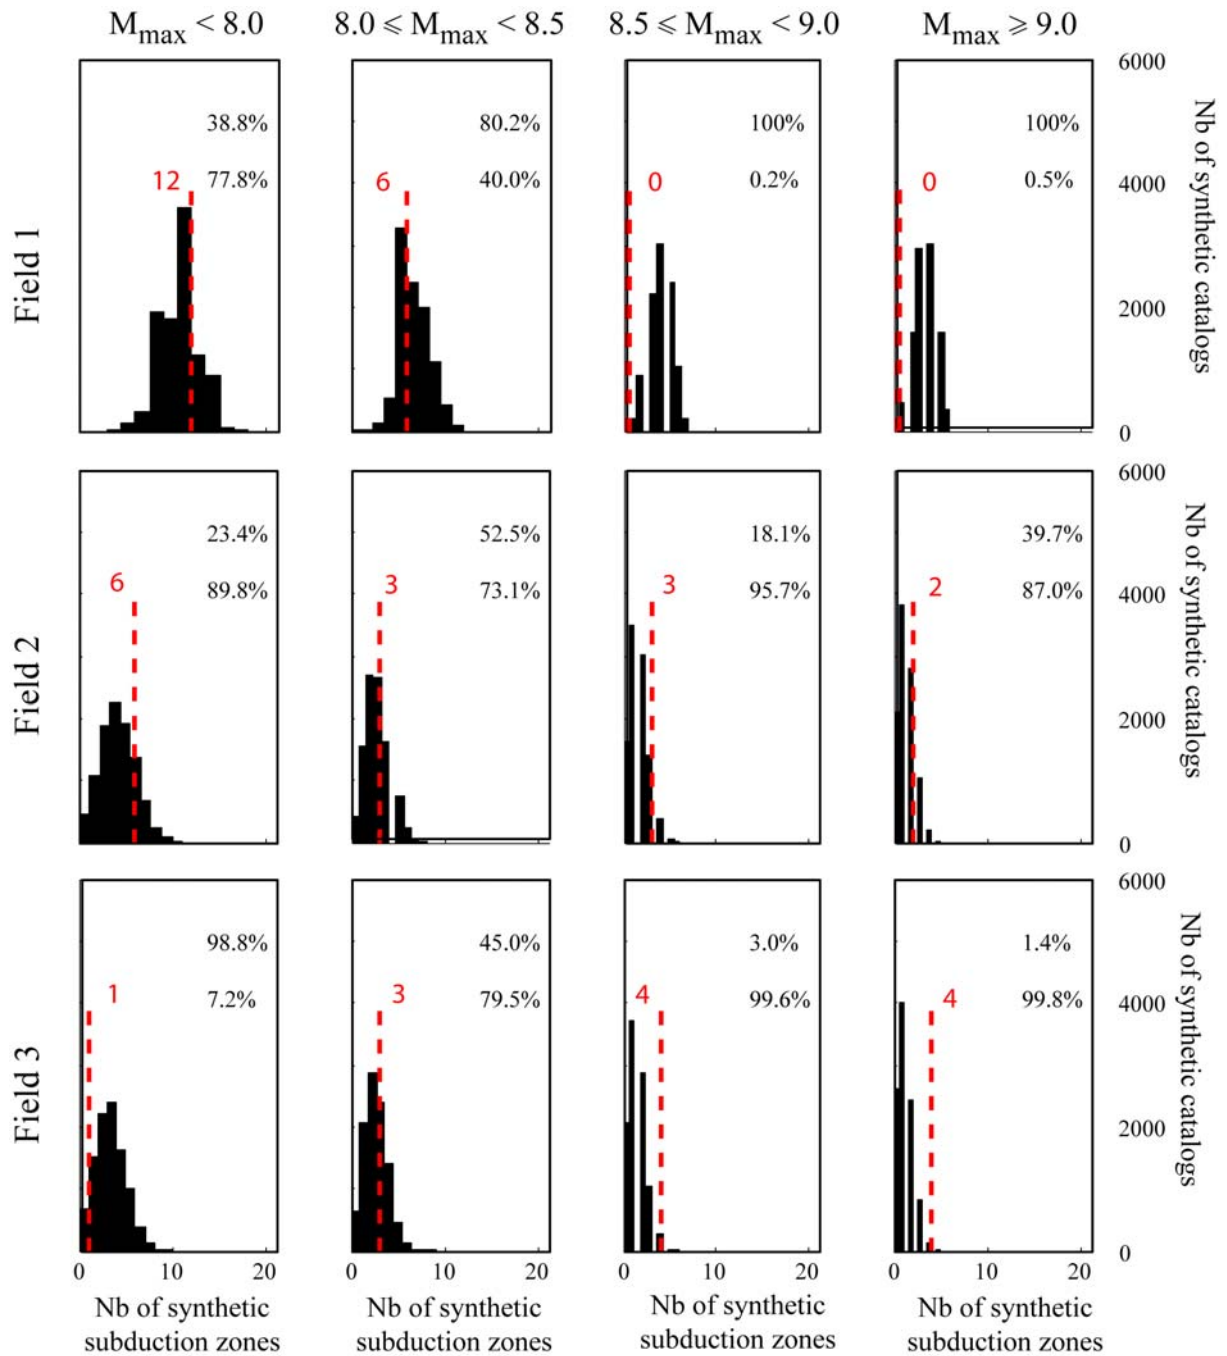 M_max < 8.0
8.0 ⩽ M_max < 8.5
8.5 ⩽ M_max < 9.0
M_max ⩾ 9.0
Field 1
38.8%
77.8%
12
80.2%
40.0%
6
100%
0.2%
0
100%
0.5%
0
6000
4000
2000
0
Nb of synthetic catalogs
Field 2
23.4%
89.8%
6
52.5%
73.1%
3
18.1%
95.7%
3
39.7%
87.0%
2
6000
4000
2000
0
Nb of synthetic catalogs
Field 3
98.8%
7.2%
1
45.0%
79.5%
3
3.0%
99.6%
4
1.4%
99.8%
4
6000
4000
2000
0
Nb of synthetic catalogs
0 10 20
0 10 20
0 10 20
0 10 20
Nb of synthetic
subduction zones
Nb of synthetic
subduction zones
Nb of synthetic
subduction zones
Nb of synthetic
subduction zones